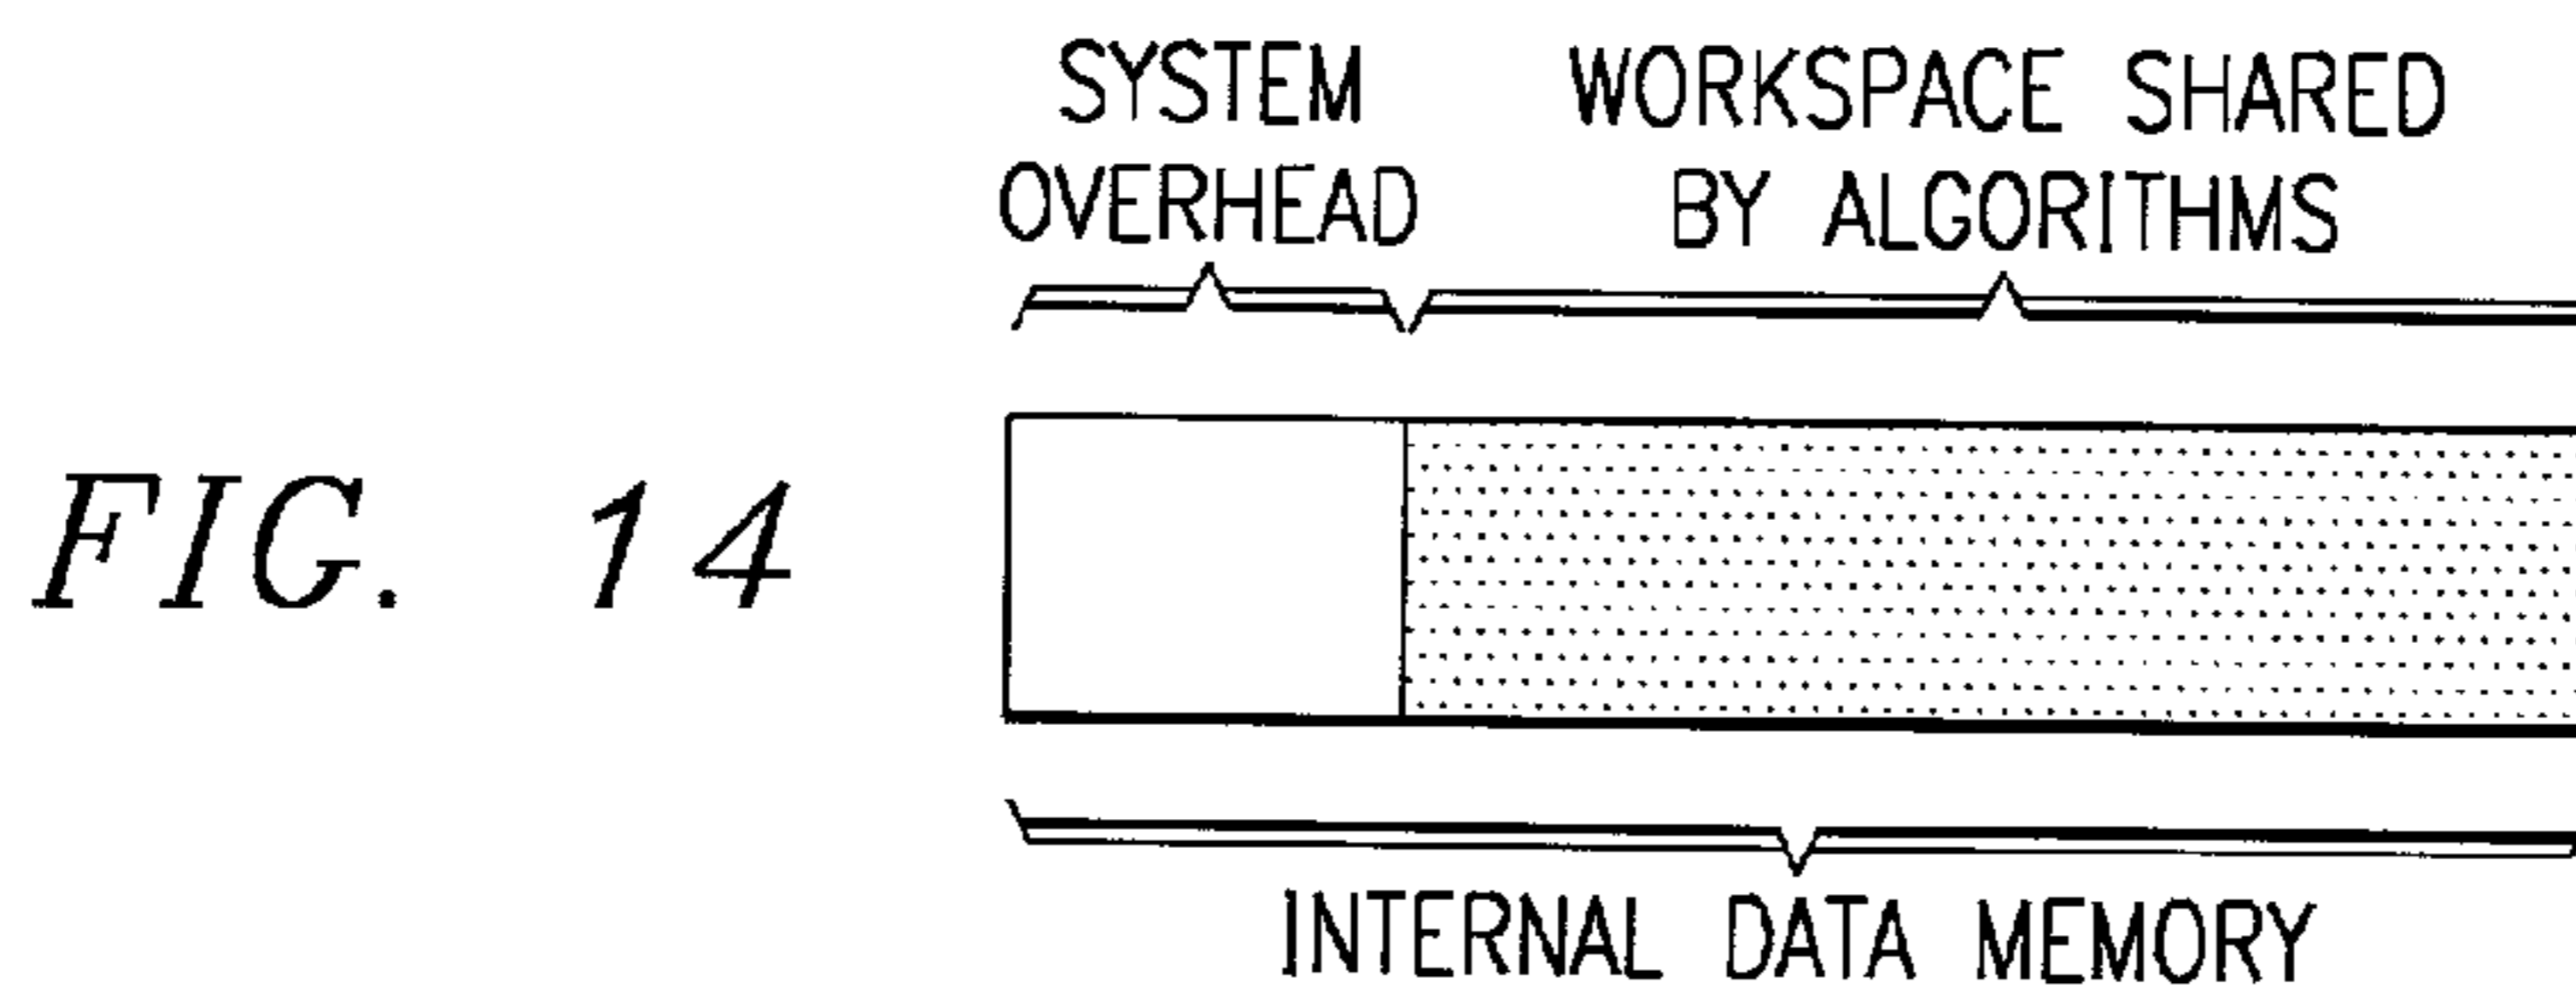 SYSTEM
OVERHEAD
WORKSPACE SHARED
BY ALGORITHMS
FIG. 14
INTERNAL DATA MEMORY